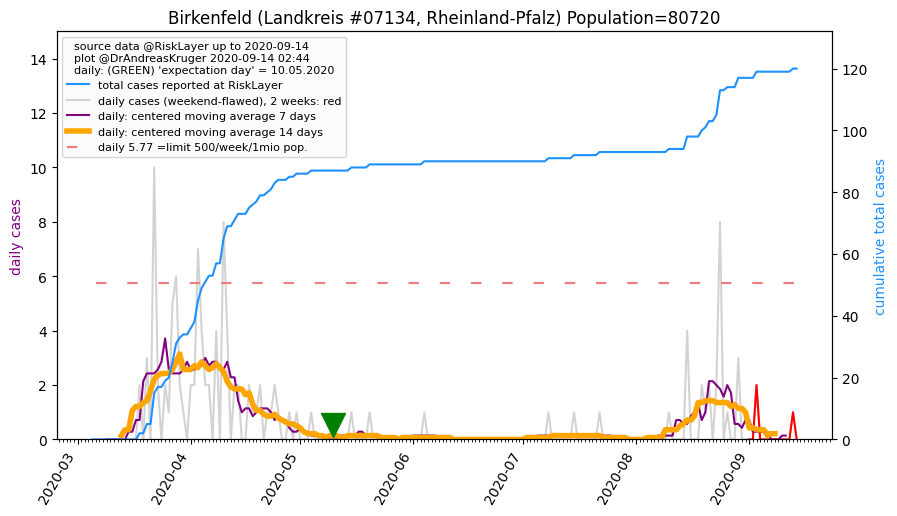 Birkenfeld (Landkreis #07134, Rheinland-Pfalz) Population=80720
source data @RiskLayer up to 2020-09-14
plot @DrAndreasKruger 2020-09-14 02:44
daily: (GREEN) 'expectation day' = 10.05.2020
total cases reported at RiskLayer
daily cases (weekend-flawed), 2 weeks: red
daily: centered moving average 7 days
daily: centered moving average 14 days
daily 5.77 =limit 500/week/1mio pop.
daily cases
14
12
10
8
6
4
2
0
cumulative total cases
120
100
80
60
40
20
0
2020-03
2020-04
2020-05
2020-06
2020-07
2020-08
2020-09